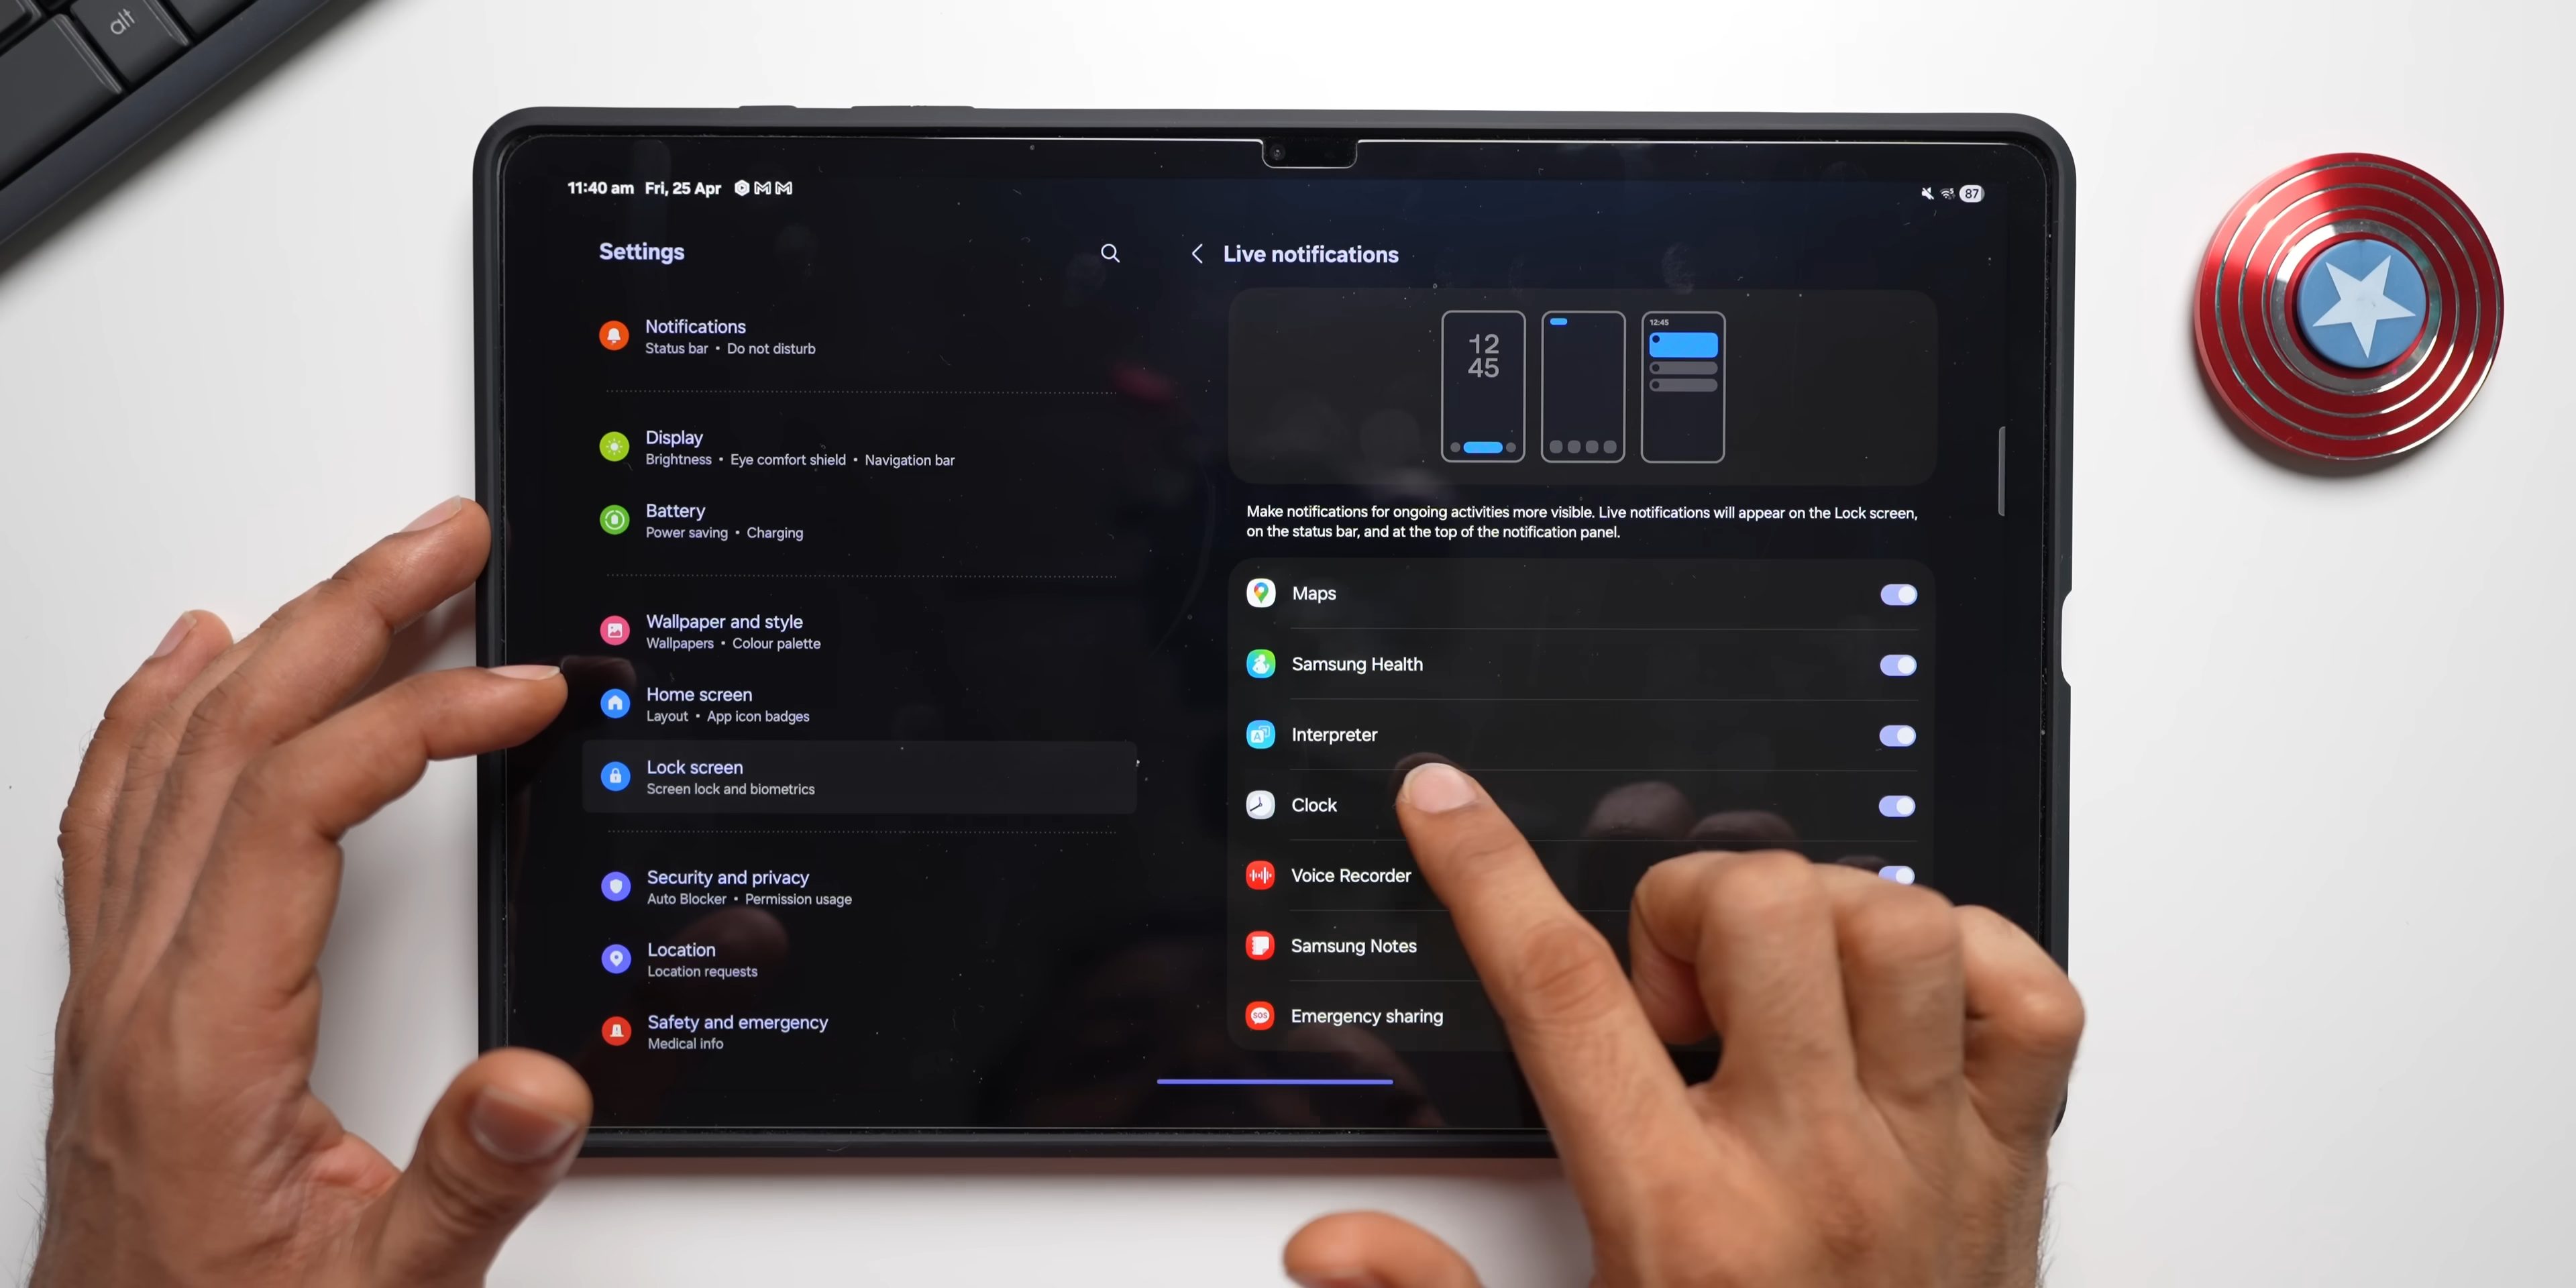 alt
11:40 am Fri, 25 Apr
87
Settings
Notifications
Status bar • Do not disturb
Display
Brightness • Eye comfort shield • Navigation bar
Battery
Power saving • Charging
Wallpaper and style
Wallpapers • Colour palette
Home screen
Layout • App icon badges
Lock screen
Screen lock and biometrics
Security and privacy
Auto Blocker • Permission usage
Location
Location requests
Safety and emergency
Medical info
Live notifications
12
45
12:45
Make notifications for ongoing activities more visible. Live notifications will appear on the Lock screen,
on the status bar, and at the top of the notification panel.
Maps
Samsung Health
Interpreter
Clock
Voice Recorder
Samsung Notes
SOS
Emergency sharing